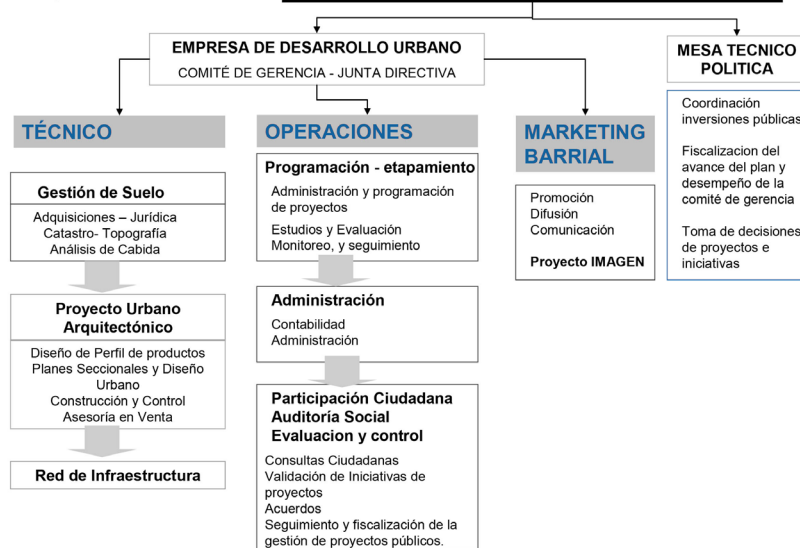 EMPRESA DE DESARROLLO URBANO
COMITÉ DE GERENCIA - JUNTA DIRECTIVA
MESA TECNICO
POLITICA
Coordinación
inversiones públicas
Fiscalizacion del
avance del plan y
desempeño de la
comité de gerencia
Toma de decisiones
de proyectos e
iniciativas
TÉCNICO
Gestión de Suelo
Adquisiciones – Jurídica
Catastro- Topografía
Análisis de Cabida
Proyecto Urbano
Arquitectónico
Diseño de Perfil de productos
Planes Seccionales y Diseño
Urbano
Construcción y Control
Asesoría en Venta
Red de Infraestructura
OPERACIONES
Programación - etapamiento
Administración y programación
de proyectos
Estudios y Evaluación
Monitoreo, y seguimiento
Administración
Contabilidad
Administración
Participación Ciudadana
Auditoría Social
Evaluacion y control
Consultas Ciudadanas
Validación de Iniciativas de
proyectos
Acuerdos
Seguimiento y fiscalización de la
gestión de proyectos públicos.
MARKETING
BARRIAL
Promoción
Difusión
Comunicación
Proyecto IMAGEN